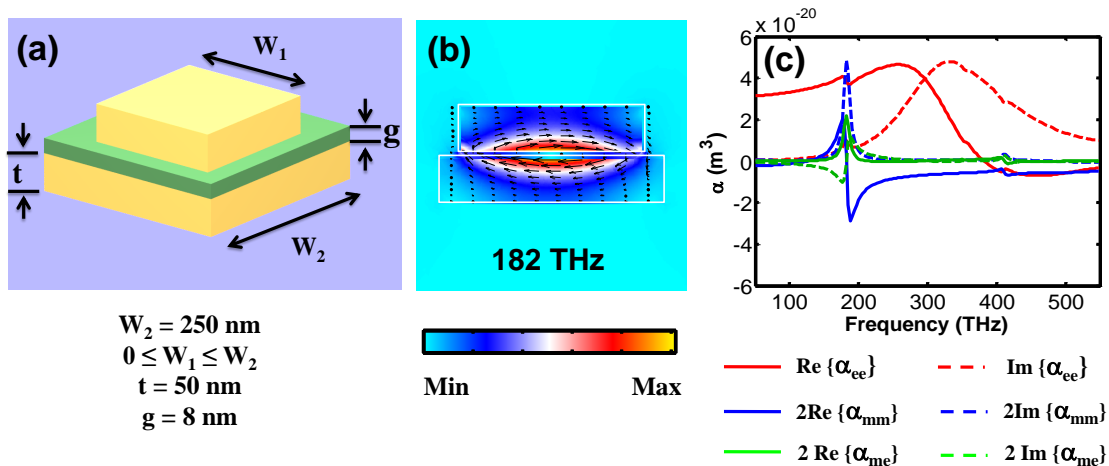 (a)
W₁
g
t
W₂
W₂ = 250 nm
0 ≤ W₁ ≤ W₂
t = 50 nm
g = 8 nm
(b)
182 THz
Min Max
x 10⁻²⁰
(c)
6
4
2
0
-2
-4
-6
α (m³)
100 200 300 400 500
Frequency (THz)
Re {αₑₑ} Im {αₑₑ}
2Re {αₘₘ} 2Im {αₘₘ}
2 Re {αₘₑ} 2 Im {αₘₑ}